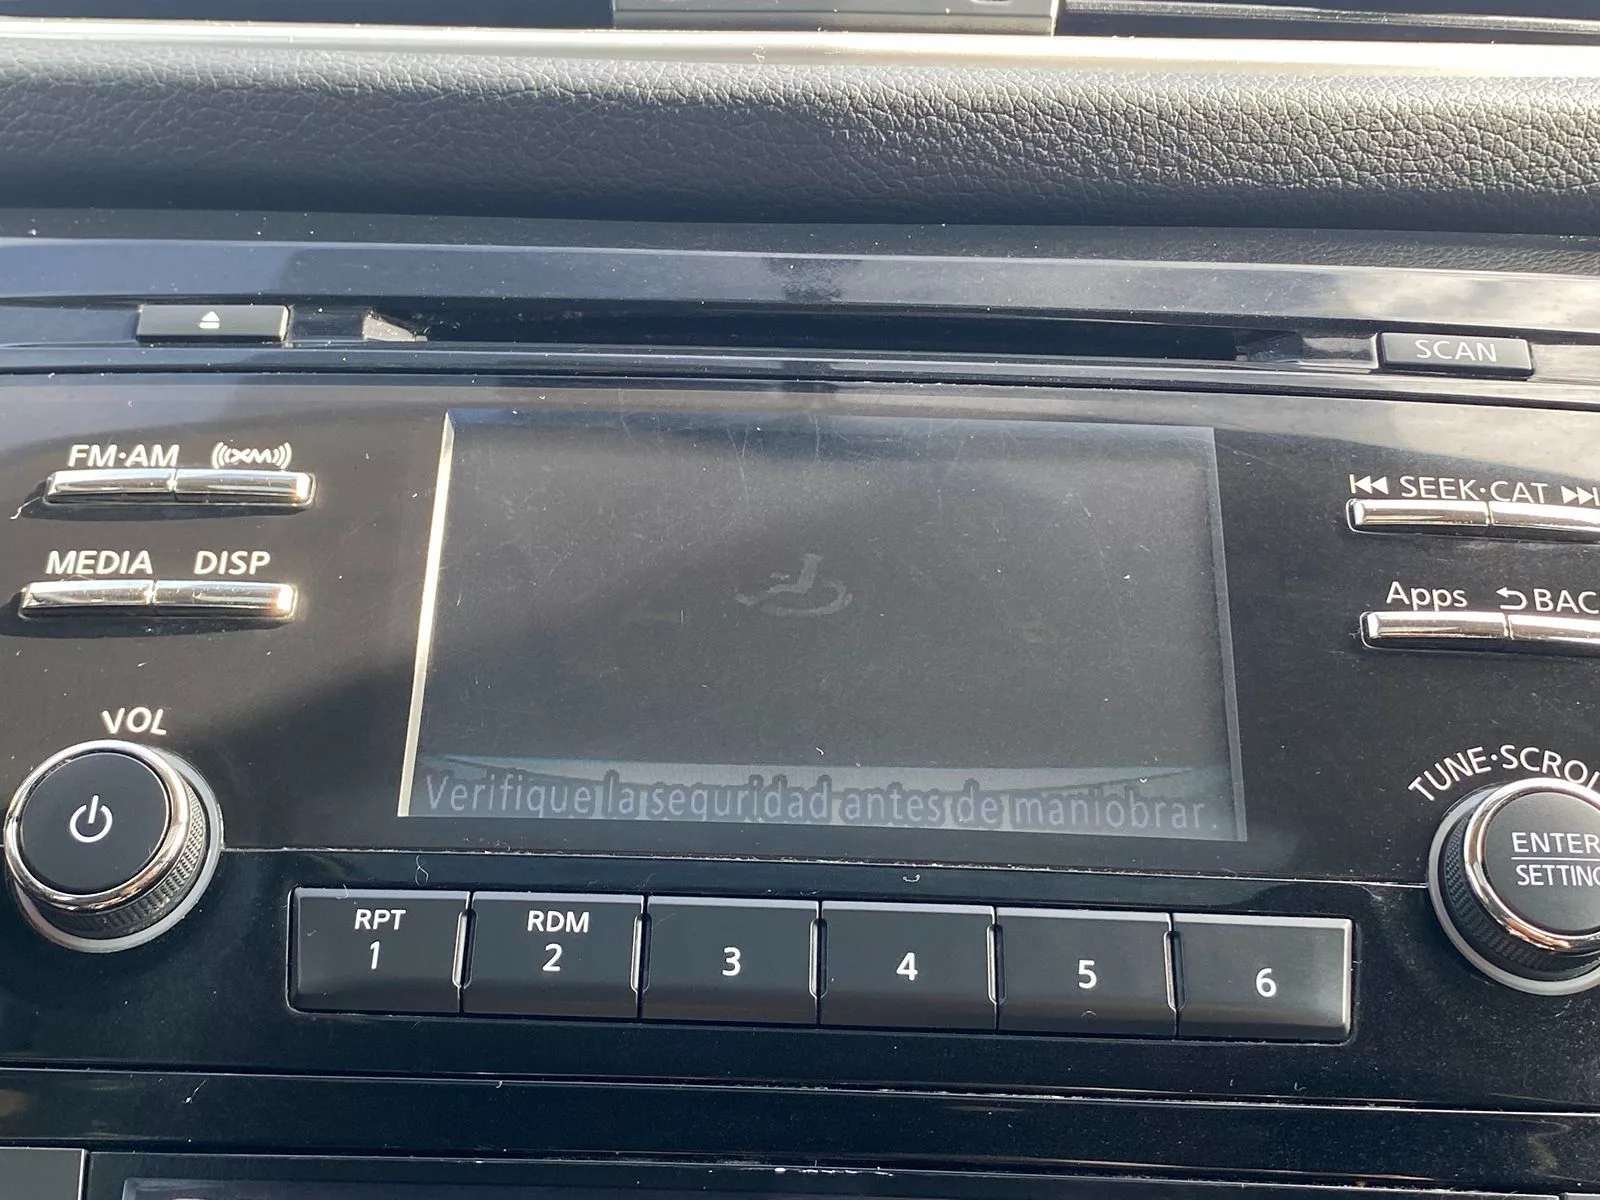 SCAN
FM·AM XM
SEEK·CAT
MEDIA DISP
Apps BAC
VOL
TUNE·SCROL
Verifique la seguridad antes de maniobrar.
ENTER
SETTING
RPT RDM
1 2 3 4 5 6